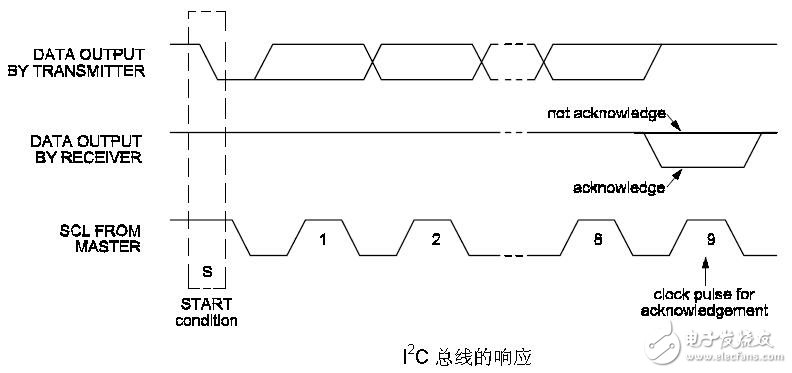 DATA OUTPUT
BY TRANSMITTER
not acknowledge
DATA OUTPUT
BY RECEIVER
acknowledge
SCL FROM
MASTER
1
2
8
9
S
START
condition
clock pulse for
acknowledgement
I²C 总线的响应
电子发烧友
www.elecfans.com